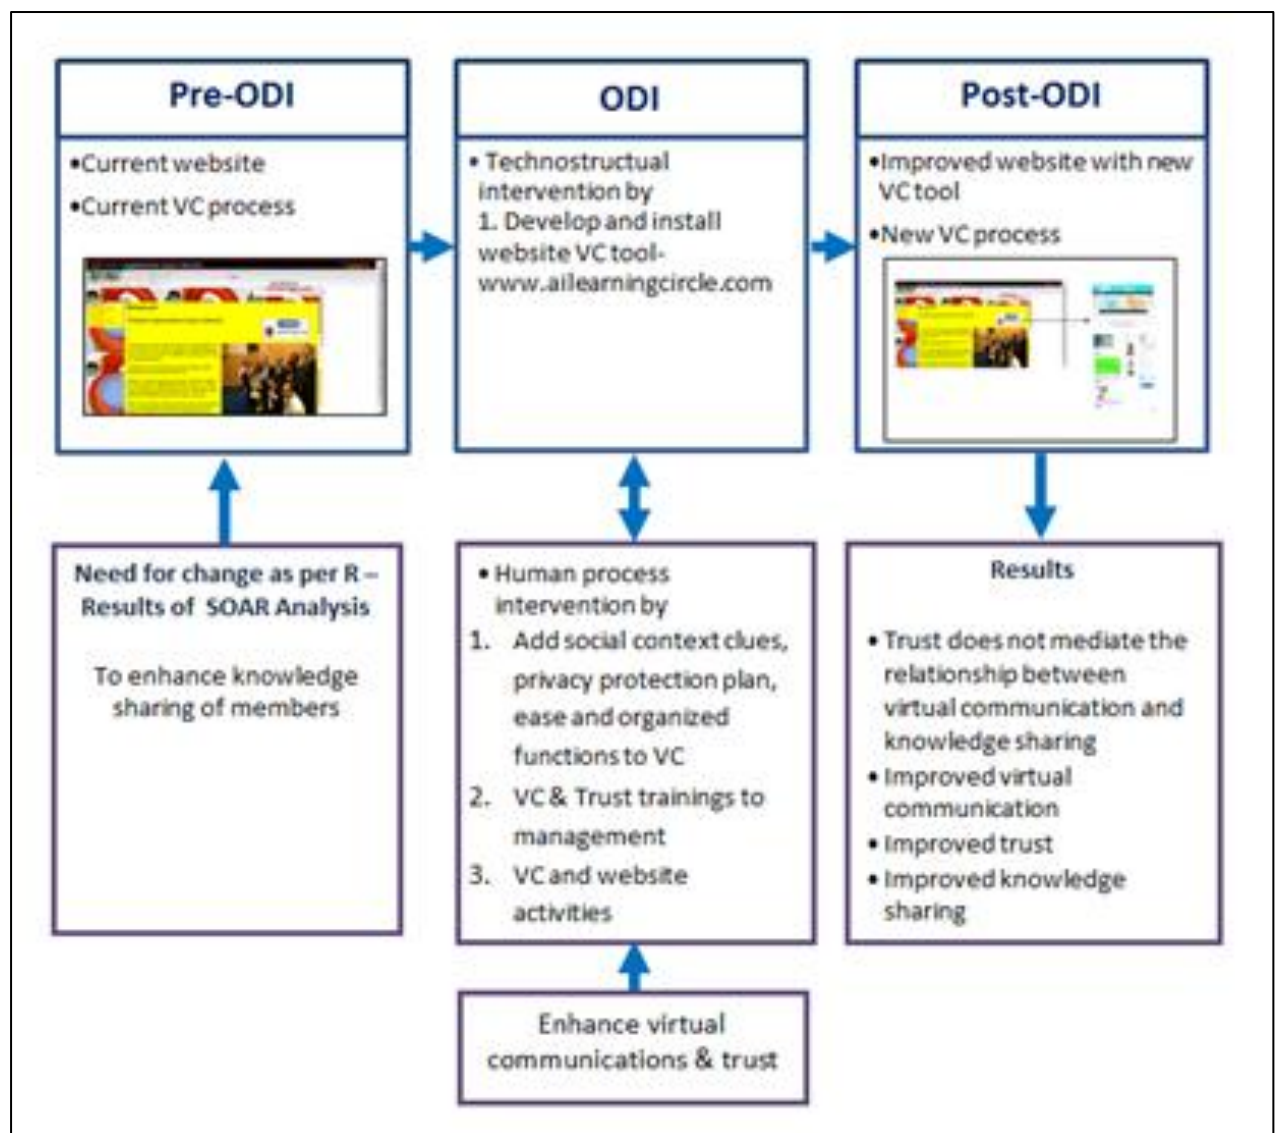 Pre-ODI
•Current website
•Current VC process
ODI
• Technostructual
intervention by
1. Develop and install
website VC tool-
www.ailearningcircle.com
Post-ODI
•Improved website with new
VC tool
•New VC process
Need for change as per R –
Results of SOAR Analysis
To enhance knowledge
sharing of members
• Human process
intervention by
1. Add social context clues,
privacy protection plan,
ease and organized
functions to VC
2. VC & Trust trainings to
management
3. VC and website
activities
Results
• Trust does not mediate the
relationship between
virtual communication and
knowledge sharing
• Improved virtual
communication
• Improved trust
• Improved knowledge
sharing
Enhance virtual
communications & trust